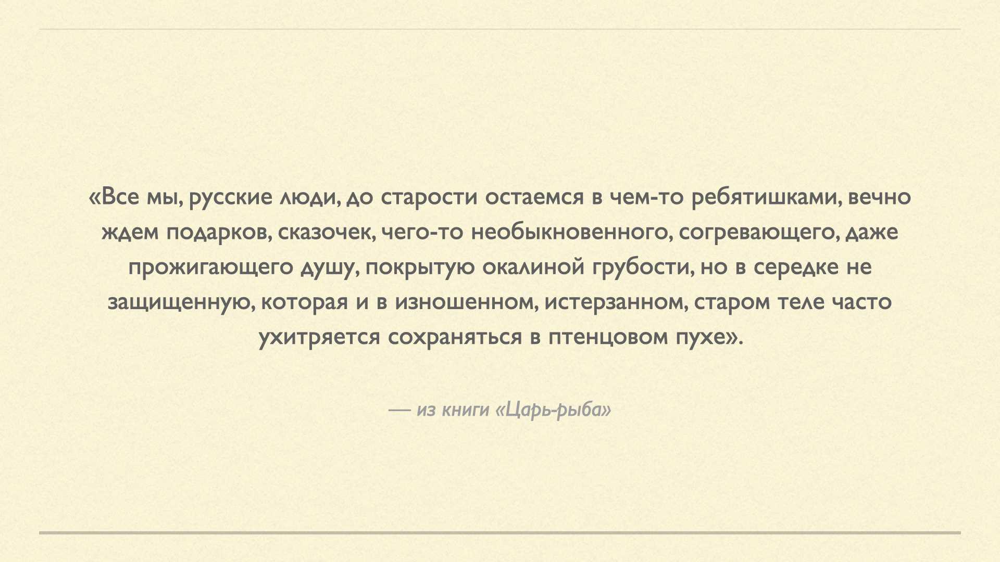 «Все мы, русские люди, до старости остаемся в чем-то ребятишками, вечно
ждем подарков, сказочек, чего-то необыкновенного, согревающего, даже
прожигающего душу, покрытую окалиной грубости, но в середке не
защищенную, которая и в изношенном, истерзанном, старом теле часто
ухитряется сохраняться в птенцовом пухе».
— из книги «Царь-рыба»